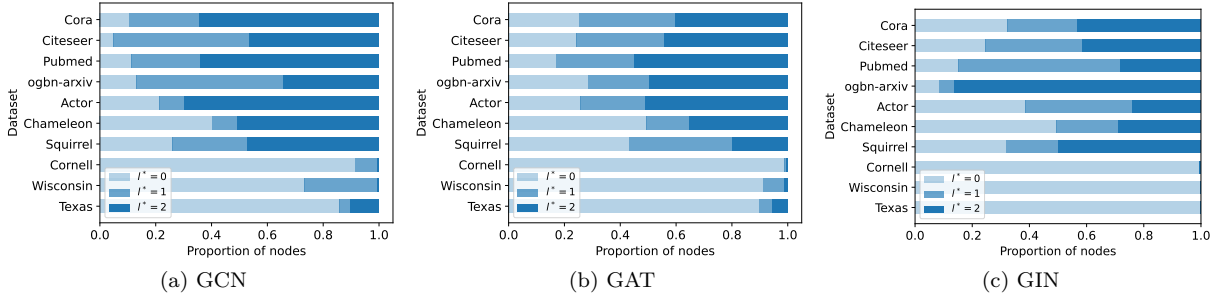 Dataset
Cora
Citeseer
Pubmed
ogbn-arxiv
Actor
Chameleon
Squirrel
Cornell
Wisconsin
Texas
l* = 0
l* = 1
l* = 2
0.0 0.2 0.4 0.6 0.8 1.0
Proportion of nodes
(a) GCN
Dataset
Cora
Citeseer
Pubmed
ogbn-arxiv
Actor
Chameleon
Squirrel
Cornell
Wisconsin
Texas
l* = 0
l* = 1
l* = 2
0.0 0.2 0.4 0.6 0.8 1.0
Proportion of nodes
(b) GAT
Dataset
Cora
Citeseer
Pubmed
ogbn-arxiv
Actor
Chameleon
Squirrel
Cornell
Wisconsin
Texas
l* = 0
l* = 1
l* = 2
0.0 0.2 0.4 0.6 0.8 1.0
Proportion of nodes
(c) GIN